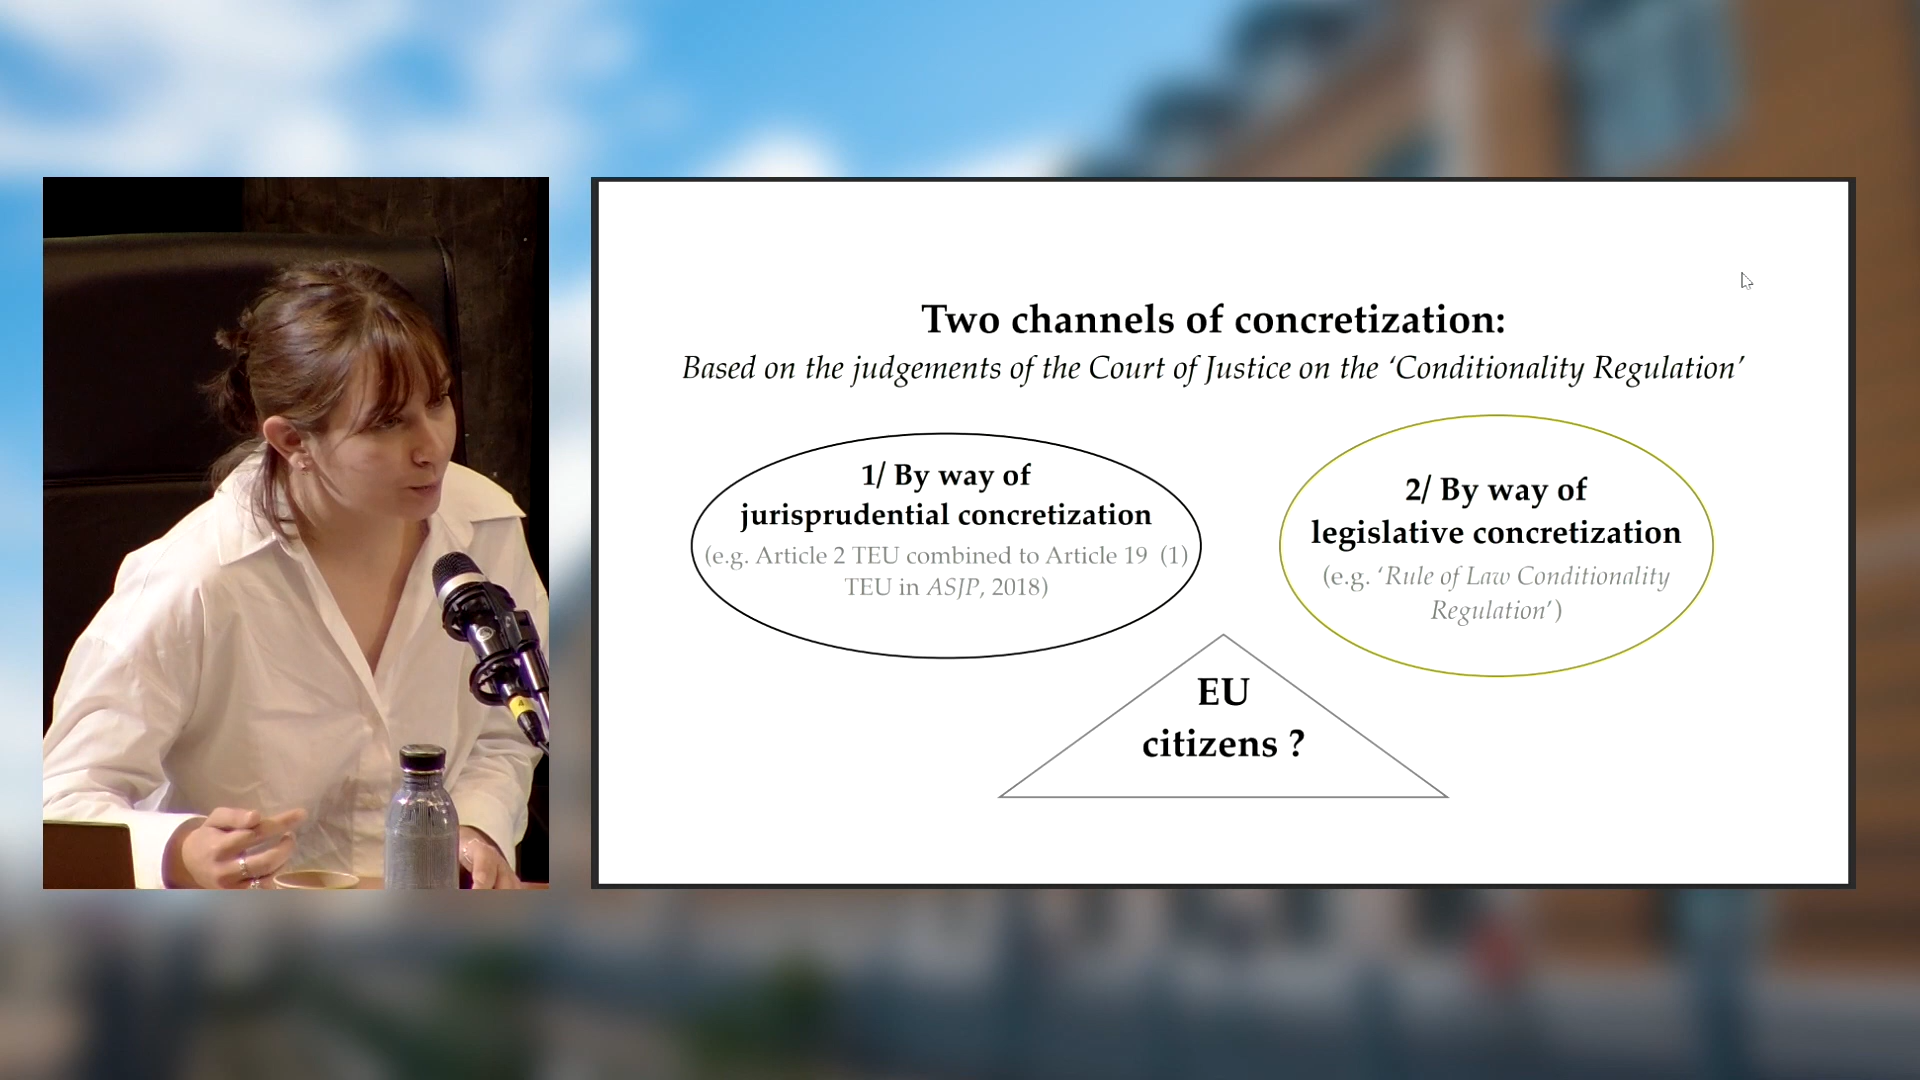 Two channels of concretization:
Based on the judgements of the Court of Justice on the ‘Conditionality Regulation’
1/ By way of
jurisprudential concretization
(e.g. Article 2 TEU combined to Article 19 (1)
TEU in ASJP, 2018)
2/ By way of
legislative concretization
(e.g. ‘Rule of Law Conditionality
Regulation’)
EU
citizens ?
4